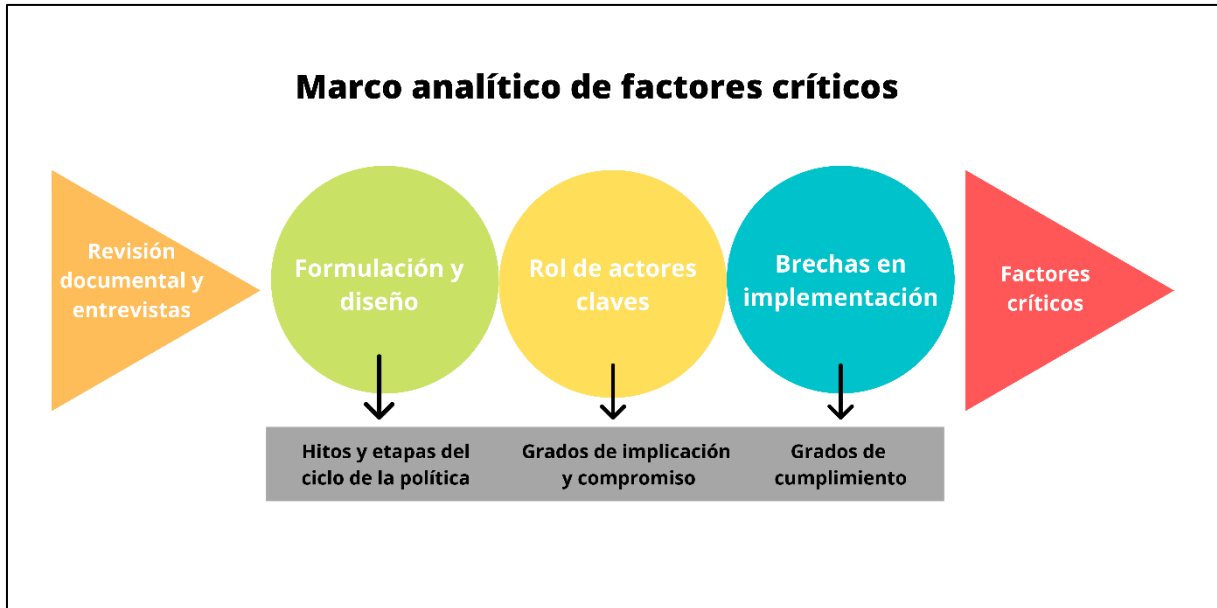 Marco analítico de factores críticos
Revisión
documental y
entrevistas
Formulación y
diseño
Rol de actores
claves
Brechas en
implementación
Factores
críticos
Hitos y etapas del
ciclo de la política
Grados de implicación
y compromiso
Grados de
cumplimiento